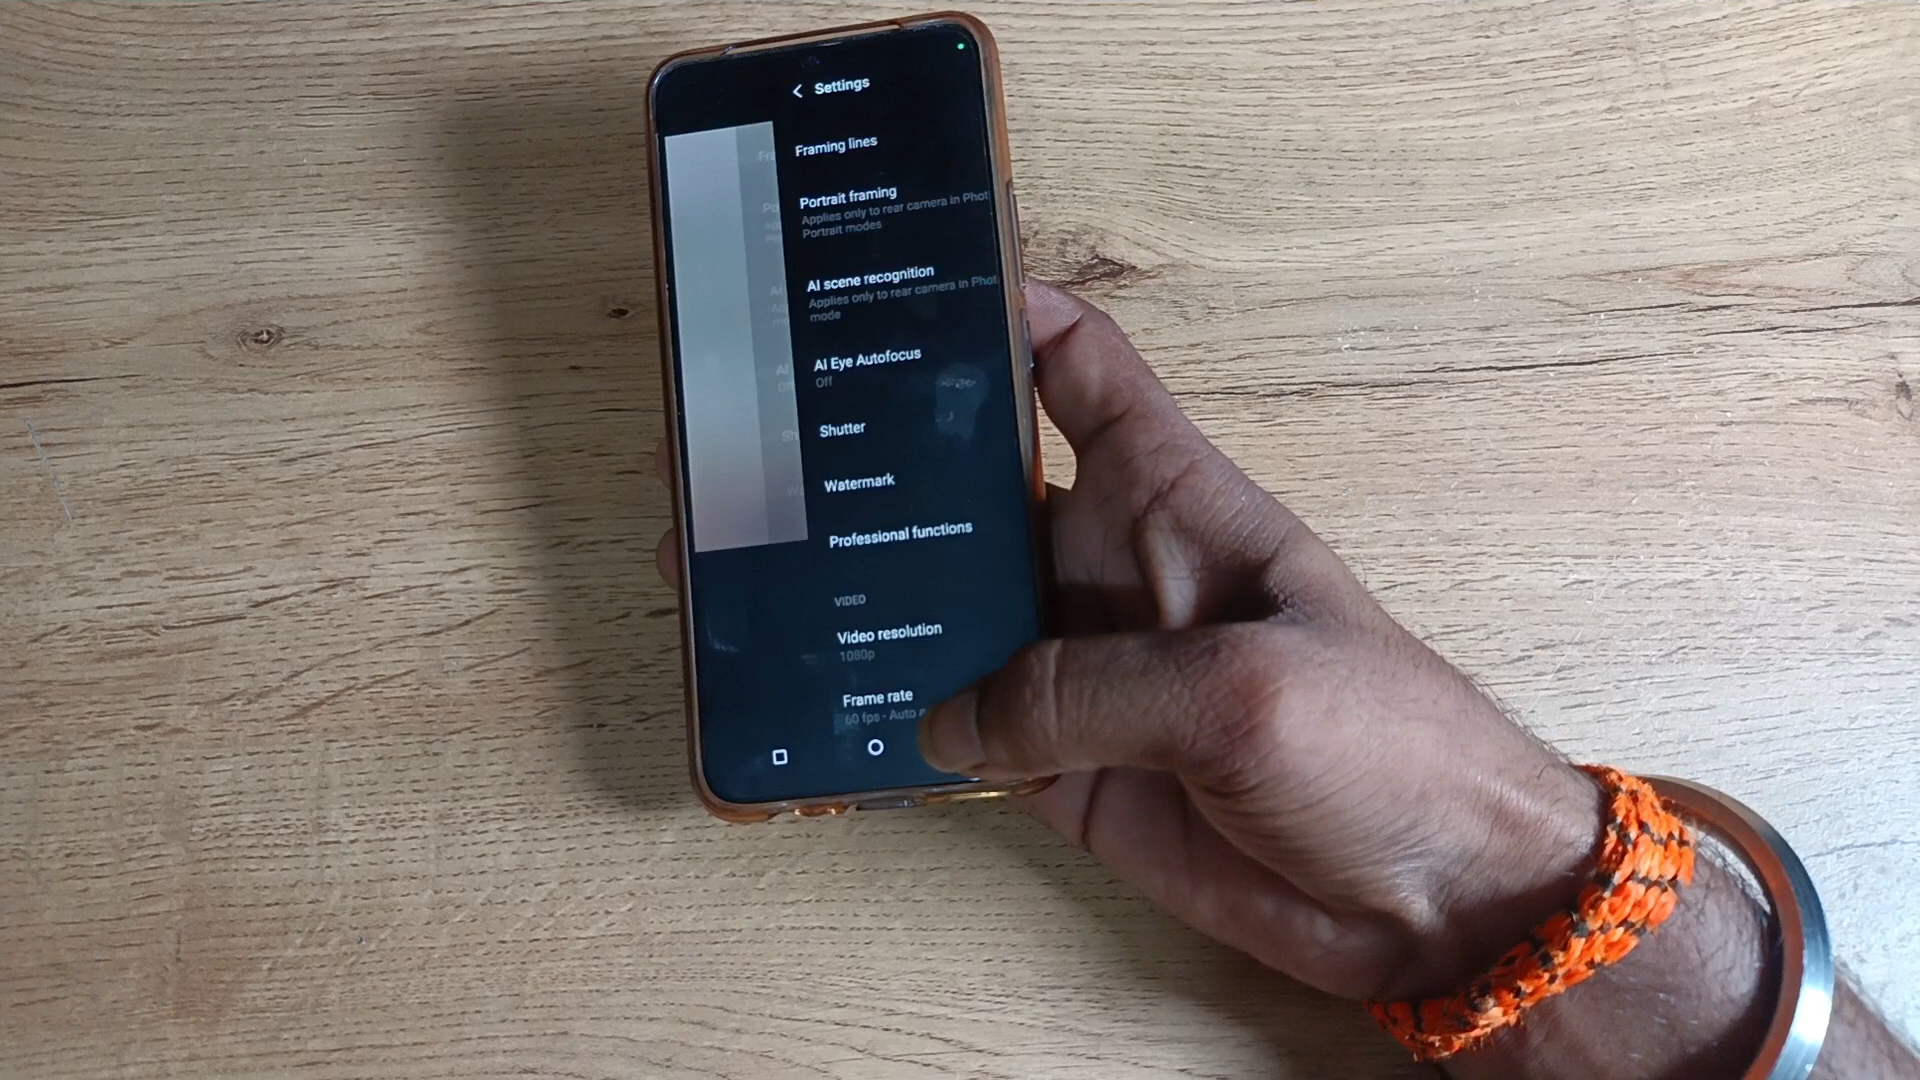 Settings
Framing lines
Portrait framing
Applies only to rear camera in Phot
Portrait modes
AI scene recognition
Applies only to rear camera in Phot
mode
AI Eye Autofocus
Off
Shutter
Watermark
Professional functions
VIDEO
Video resolution
1080p
Frame rate
60 fps - Auto